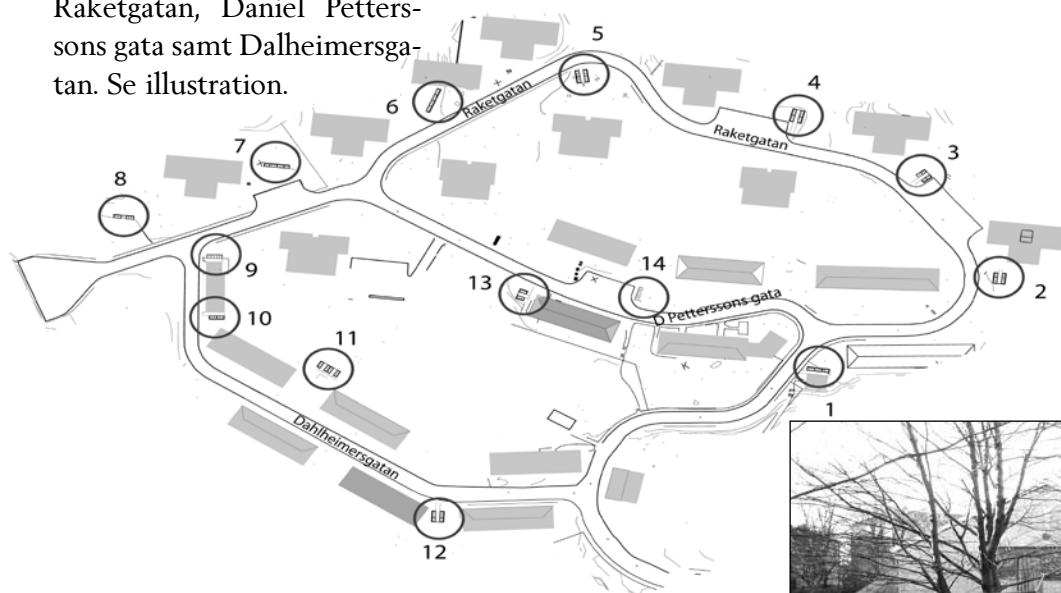 Raketgatan, Daniel Petters-
sons gata samt Dalheimersga-
tan. Se illustration.
5
6
Raketgatan
4
Raketgatan
7
3
8
9
13
14
2
D Petterssons gata
10
11
1
Dahlheimersgatan
12